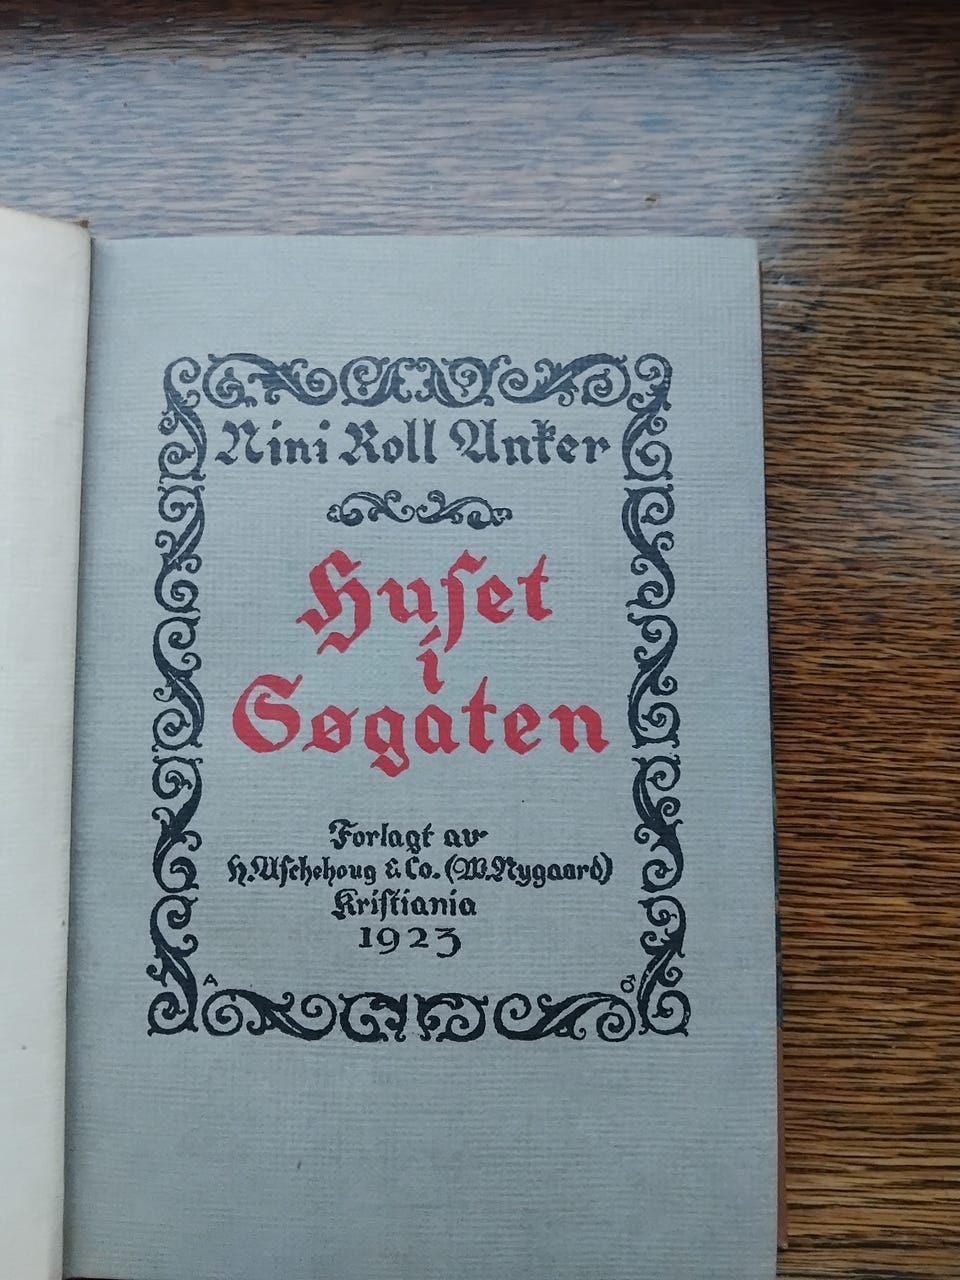 Nini Roll Anker
Huset
i
Søgaten
Forlagt av
H. Aschehoug & Co. (W. Nygaard)
Kristiania
1923
A